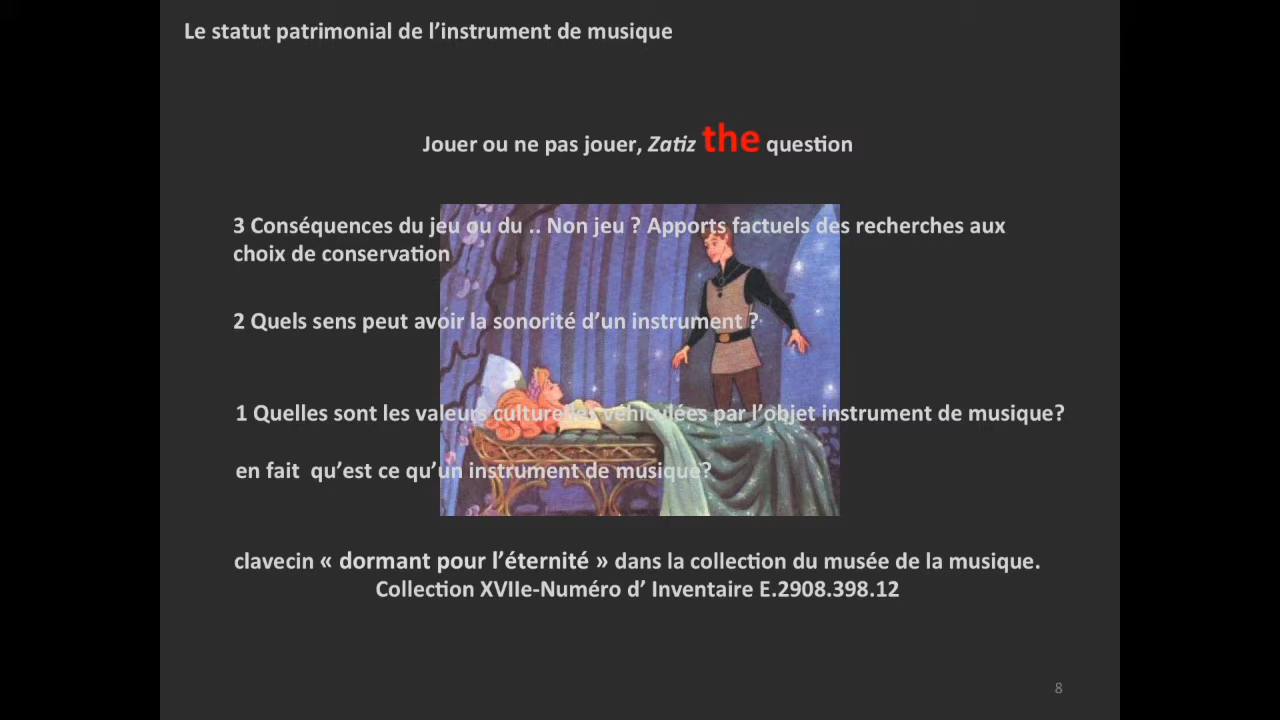 Le statut patrimonial de l’instrument de musique
Jouer ou ne pas jouer, Zatiz the question
3 Conséquences du jeu ou du .. Non jeu ? Apports factuels des recherches aux
choix de conservation
2 Quels sens peut avoir la sonorité d’un instrument ?
1 Quelles sont les valeurs culturelles véhiculées par l’objet instrument de musique?
en fait  qu’est ce qu’un instrument de musique?
clavecin « dormant pour l’éternité » dans la collection du musée de la musique.
Collection XVIIe-Numéro d’ Inventaire E.2908.398.12
8